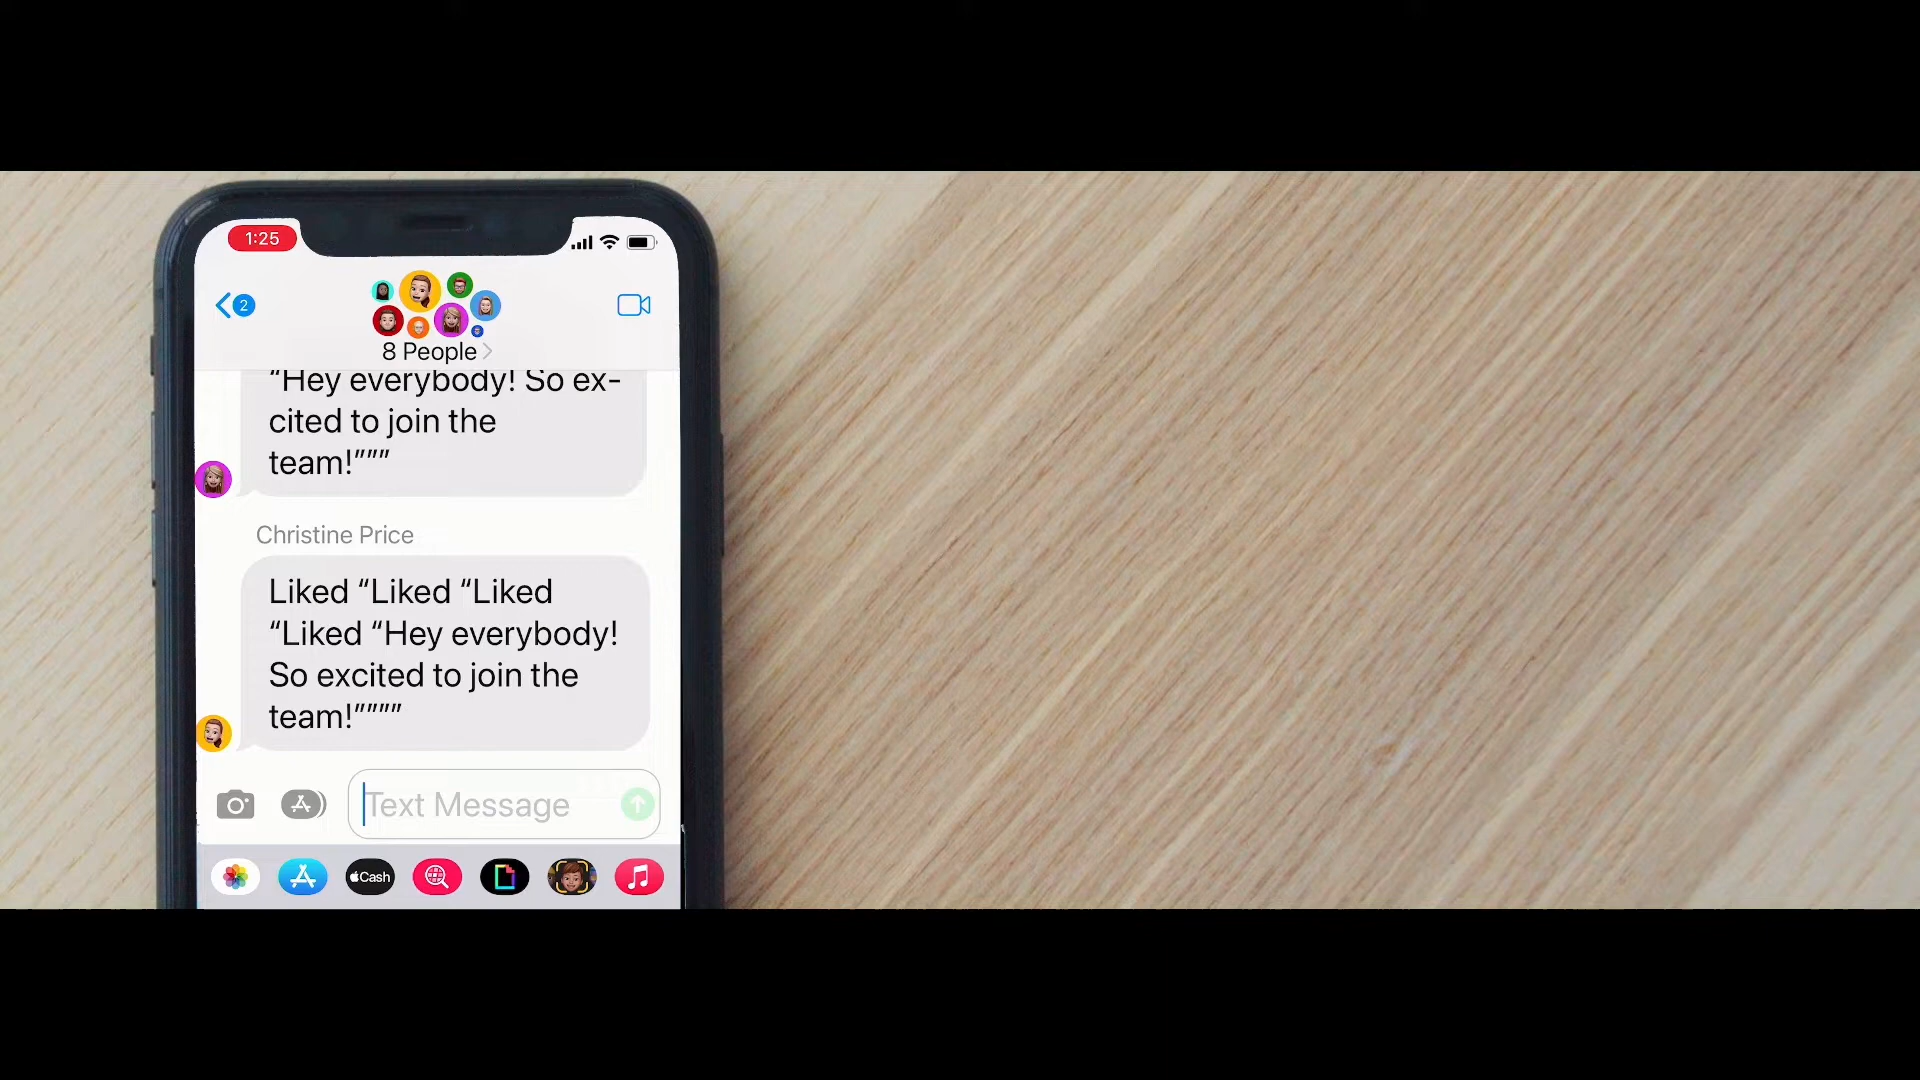 1:25
2
8 People
“Hey everybody! So ex-
cited to join the
team!”””
Christine Price
Liked “Liked “Liked
“Liked “Hey everybody!
So excited to join the
team!””””
Text Message
Cash